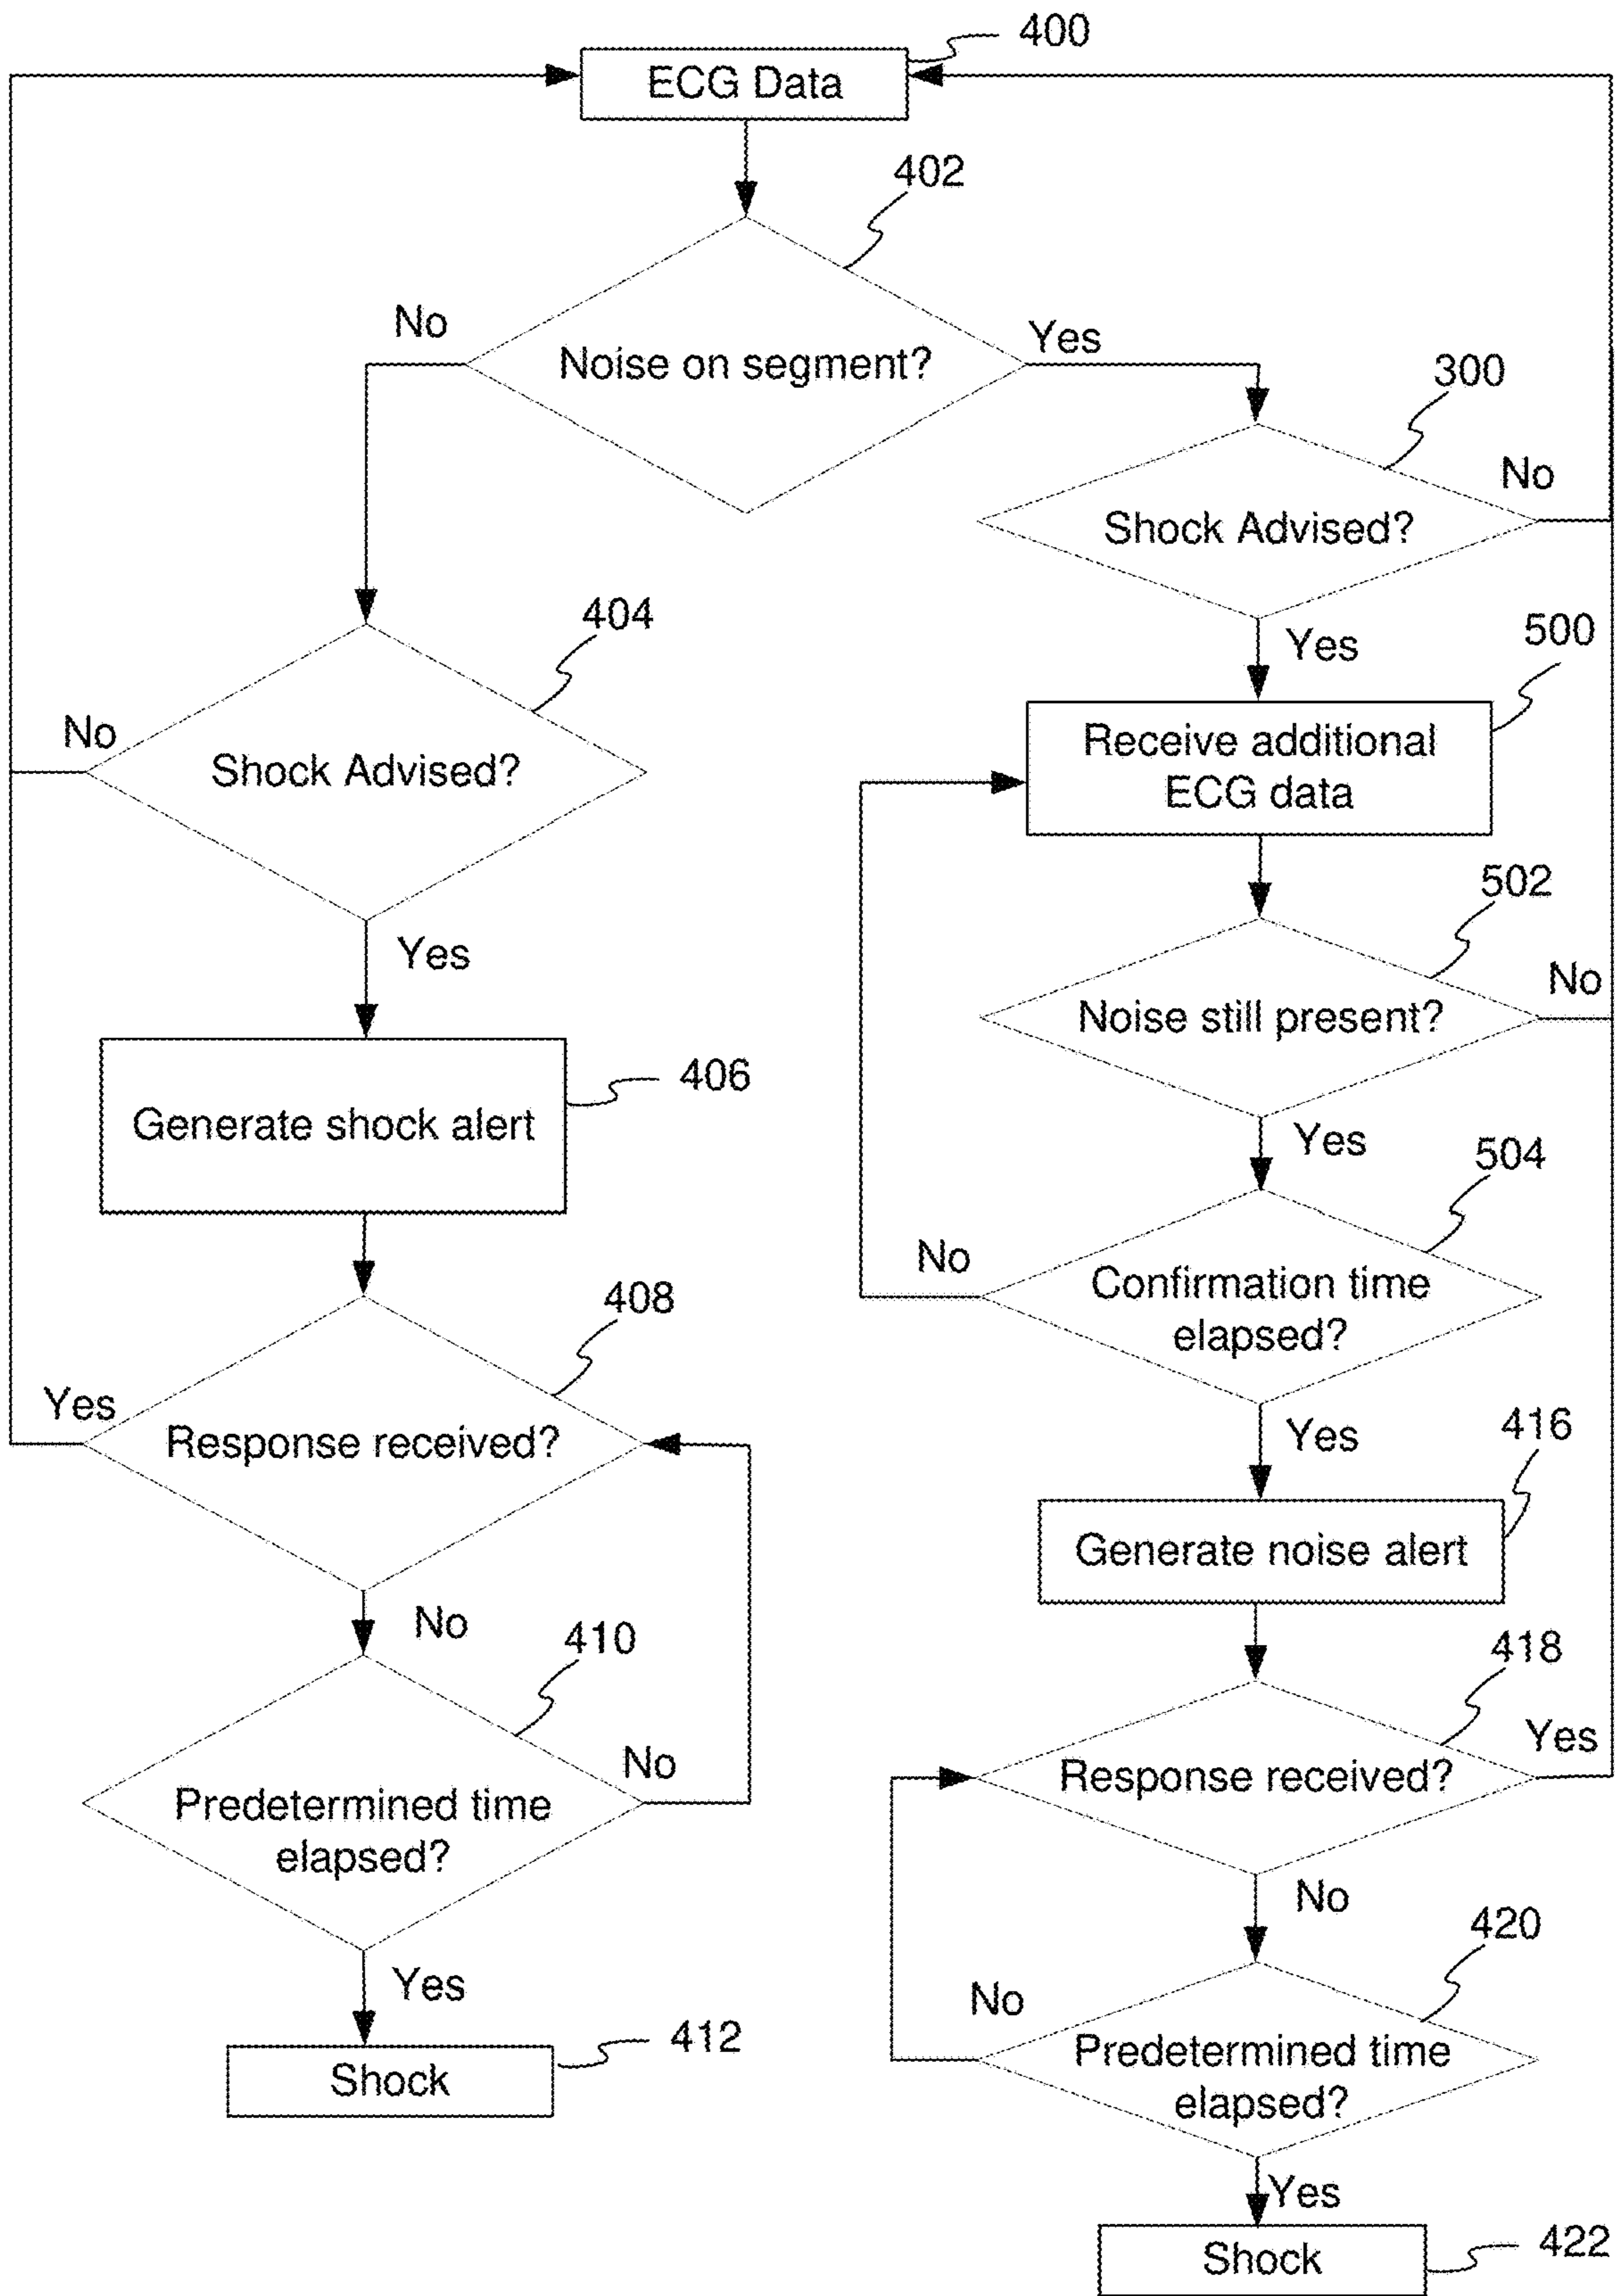 400
ECG Data
402
No
Noise on segment?
Yes
300
No
Shock Advised?
Yes
404
No
Shock Advised?
Yes
500
Receive additional
ECG data
502
No
Noise still present?
Yes
406
Generate shock alert
504
No
Confirmation time
elapsed?
Yes
408
Yes
Response received?
No
416
Generate noise alert
410
No
Predetermined time
elapsed?
Yes
418
Yes
Response received?
No
412
Shock
420
No
Predetermined time
elapsed?
Yes
Shock
422